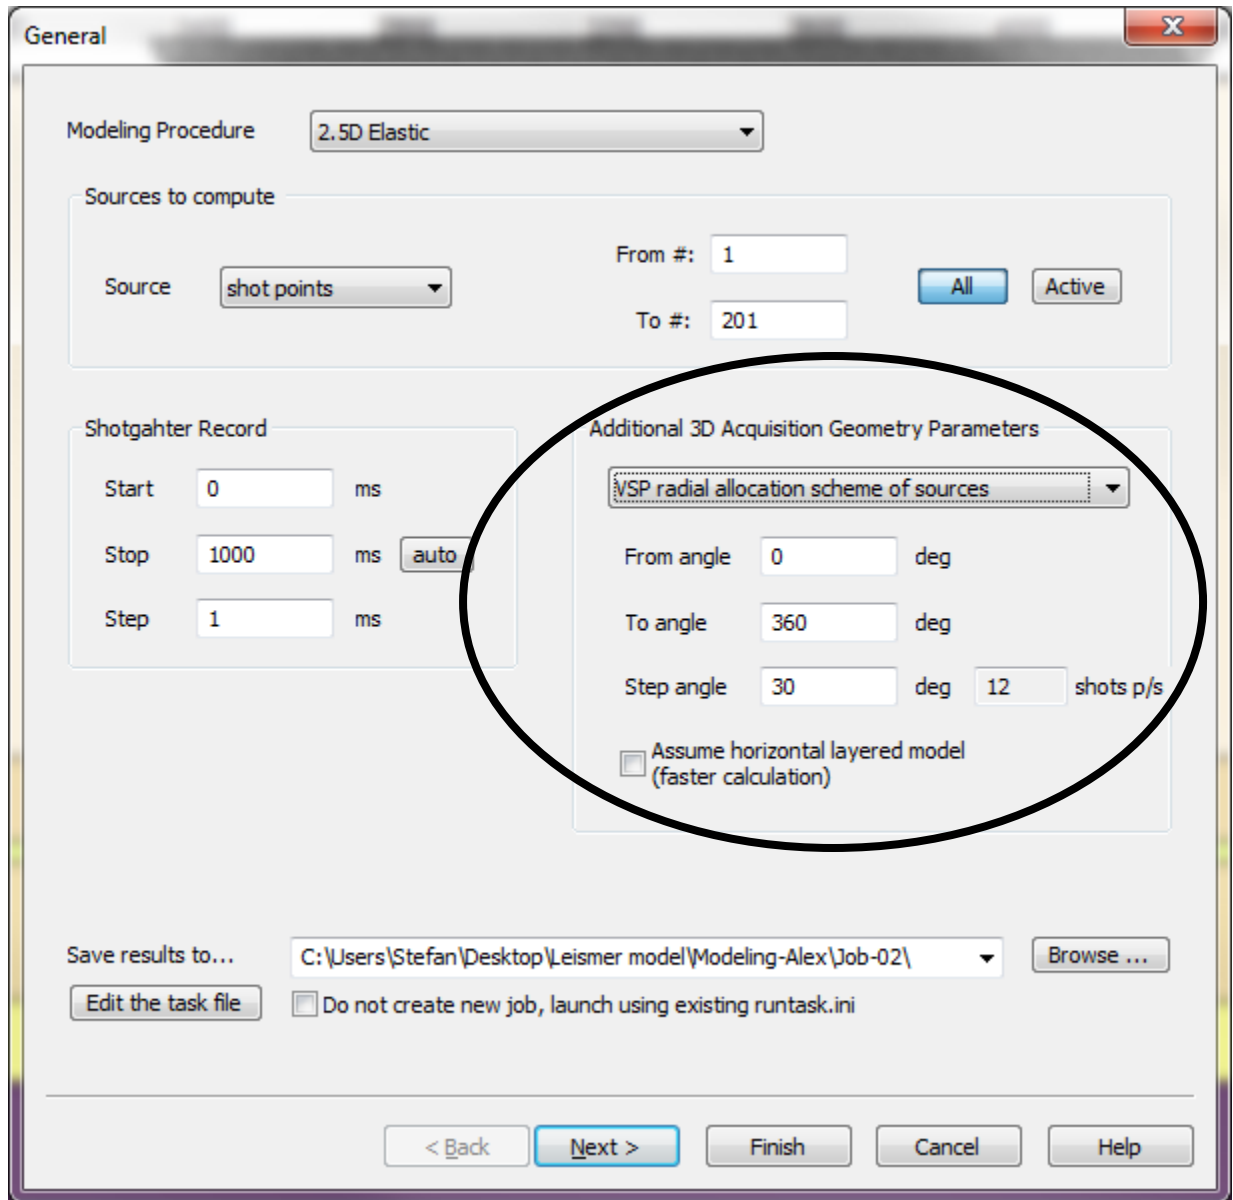 General
Modeling Procedure 2.5D Elastic
Sources to compute
Source shot points
From #: 1
To #: 201
All Active
Shotgahter Record
Start 0 ms
Stop 1000 ms auto
Step 1 ms
Additional 3D Acquisition Geometry Parameters
VSP radial allocation scheme of sources
From angle 0 deg
To angle 360 deg
Step angle 30 deg 12 shots p/s
Assume horizontal layered model
(faster calculation)
Save results to... C:\Users\Stefan\Desktop\Leismer model\Modeling-Alex\Job-02\ Browse ...
Edit the task file Do not create new job, launch using existing runtask.ini
< Back Next > Finish Cancel Help